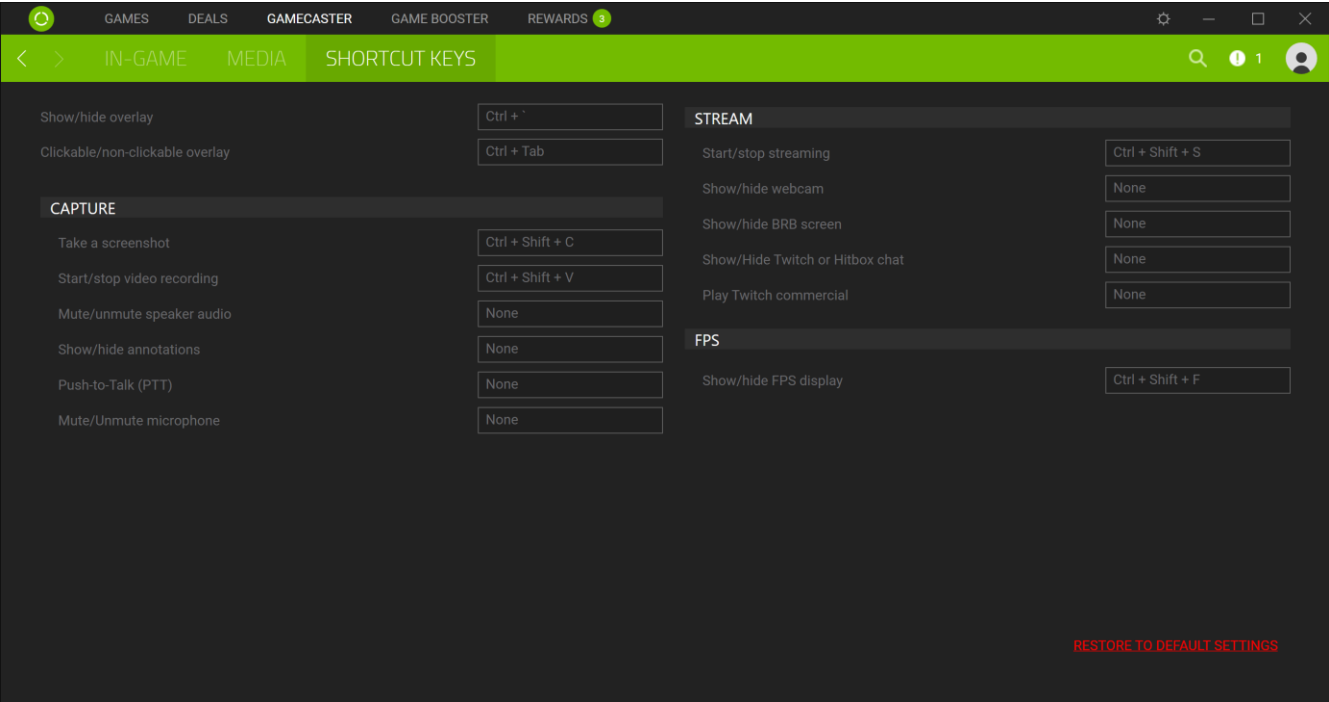 GAMES DEALS GAMECASTER GAME BOOSTER REWARDS 3
IN-GAME MEDIA SHORTCUT KEYS 1
Show/hide overlay Ctrl + `
Clickable/non-clickable overlay Ctrl + Tab
CAPTURE
Take a screenshot Ctrl + Shift + C
Start/stop video recording Ctrl + Shift + V
Mute/unmute speaker audio None
Show/hide annotations None
Push-to-Talk (PTT) None
Mute/Unmute microphone None
STREAM
Start/stop streaming Ctrl + Shift + S
Show/hide webcam None
Show/hide BRB screen None
Show/Hide Twitch or Hitbox chat None
Play Twitch commercial None
FPS
Show/hide FPS display Ctrl + Shift + F
RESTORE TO DEFAULT SETTINGS